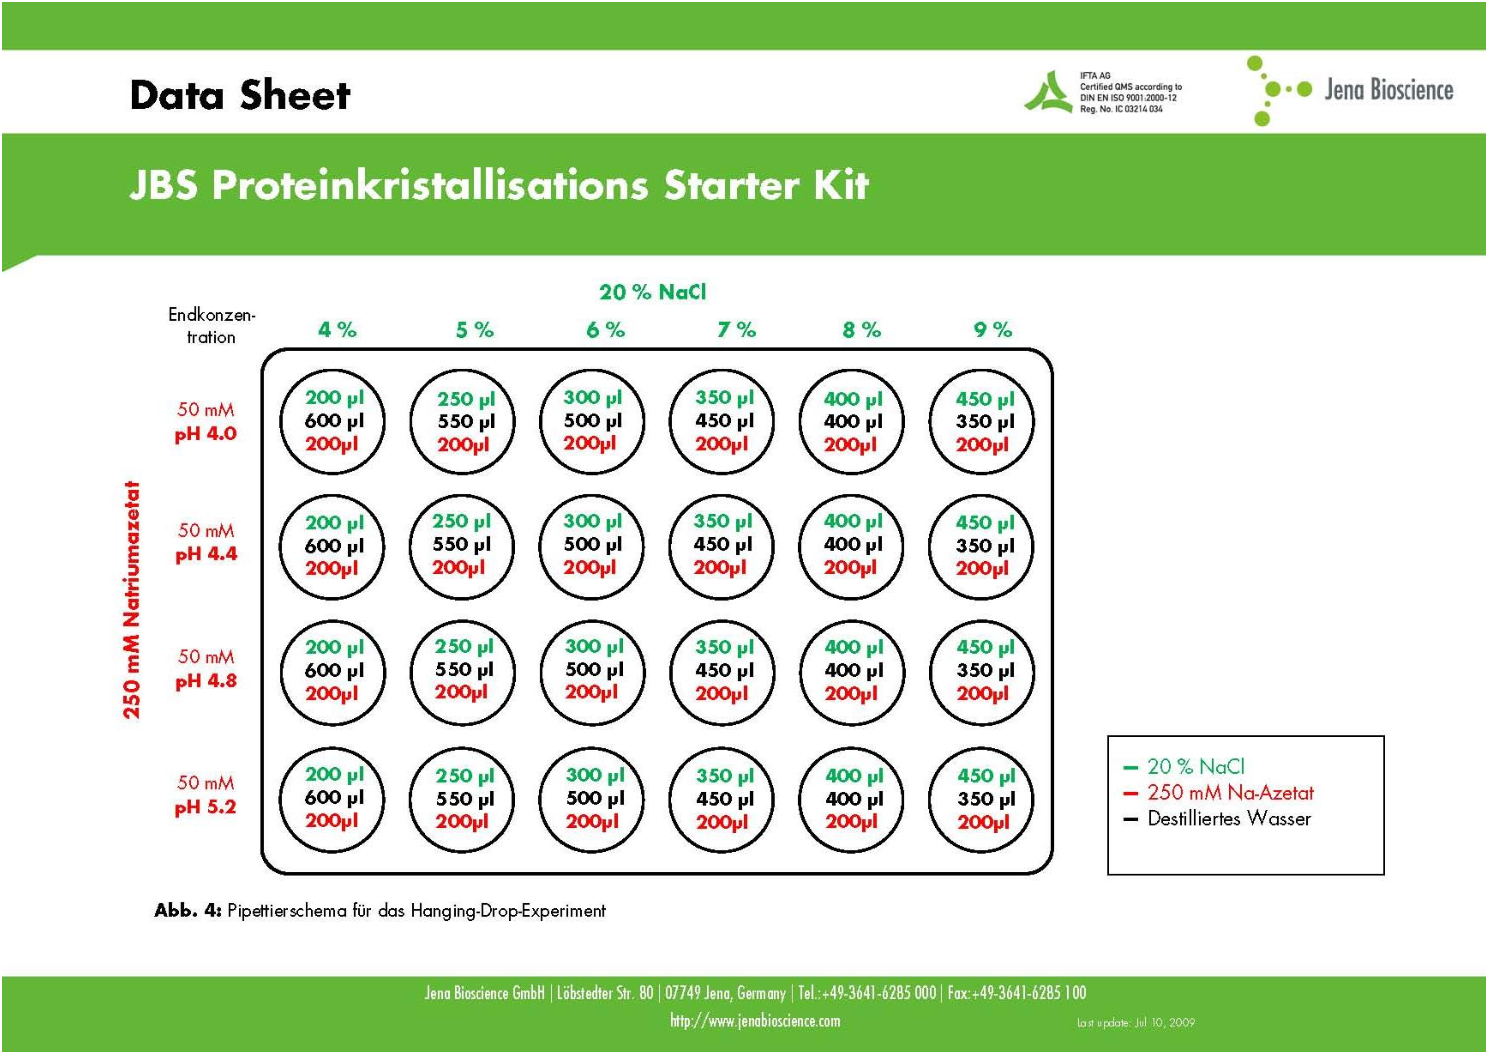 Data Sheet
IFTA AG
Certified QMS according to
DIN EN ISO 9001:2000-12
Reg. No. IC 03214 034
Jena Bioscience
JBS Proteinkristallisations Starter Kit
20 % NaCl
Endkonzen-
tration
4 % 5 % 6 % 7 % 8 % 9 %
250 mM Natriumazetat
50 mM
pH 4.0
200 µl 250 µl 300 µl 350 µl 400 µl 450 µl
600 µl 550 µl 500 µl 450 µl 400 µl 350 µl
200µl 200µl 200µl 200µl 200µl 200µl
50 mM
pH 4.4
200 µl 250 µl 300 µl 350 µl 400 µl 450 µl
600 µl 550 µl 500 µl 450 µl 400 µl 350 µl
200µl 200µl 200µl 200µl 200µl 200µl
50 mM
pH 4.8
200 µl 250 µl 300 µl 350 µl 400 µl 450 µl
600 µl 550 µl 500 µl 450 µl 400 µl 350 µl
200µl 200µl 200µl 200µl 200µl 200µl
50 mM
pH 5.2
200 µl 250 µl 300 µl 350 µl 400 µl 450 µl
600 µl 550 µl 500 µl 450 µl 400 µl 350 µl
200µl 200µl 200µl 200µl 200µl 200µl
– 20 % NaCl
– 250 mM Na-Azetat
– Destilliertes Wasser
Abb. 4: Pipettierschema für das Hanging-Drop-Experiment
Jena Bioscience GmbH | Löbstedter Str. 80 | 07749 Jena, Germany | Tel.:+49-3641-6285 000 | Fax:+49-3641-6285 100
http://www.jenabioscience.com
Last update: Jul 10, 2009